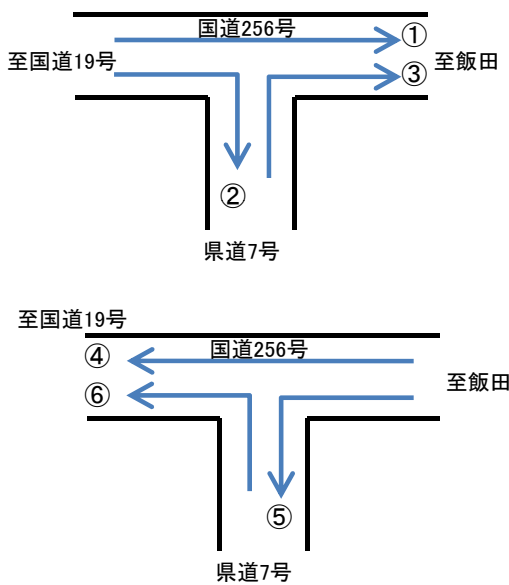 国道256号
①
至国道19号
至飯田
③
②
県道7号
至国道19号
国道256号
④
至飯田
⑥
⑤
県道7号